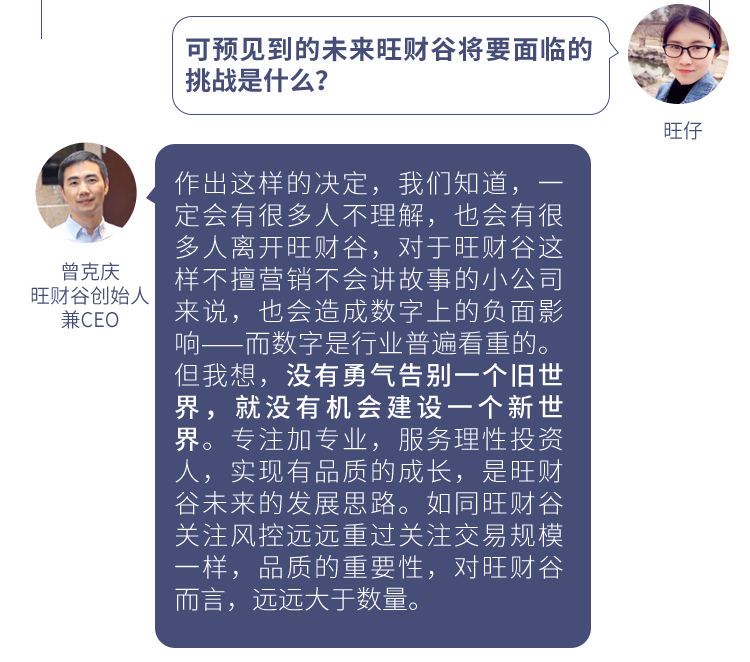 可预见到的未来旺财谷将要面临的
挑战是什么？
旺仔
作出这样的决定，我们知道，一
定会有很多人不理解，也会有很
多人离开旺财谷，对于旺财谷这
样不擅营销不会讲故事的小公司
来说，也会造成数字上的负面影
响——而数字是行业普遍看重的。
但我想，没有勇气告别一个旧世
界，就没有机会建设一个新世
界。专注加专业，服务理性投资
人，实现有品质的成长，是旺财
谷未来的发展思路。如同旺财谷
关注风控远远重过关注交易规模
一样，品质的重要性，对旺财谷
而言，远远大于数量。
曾克庆
旺财谷创始人
兼CEO